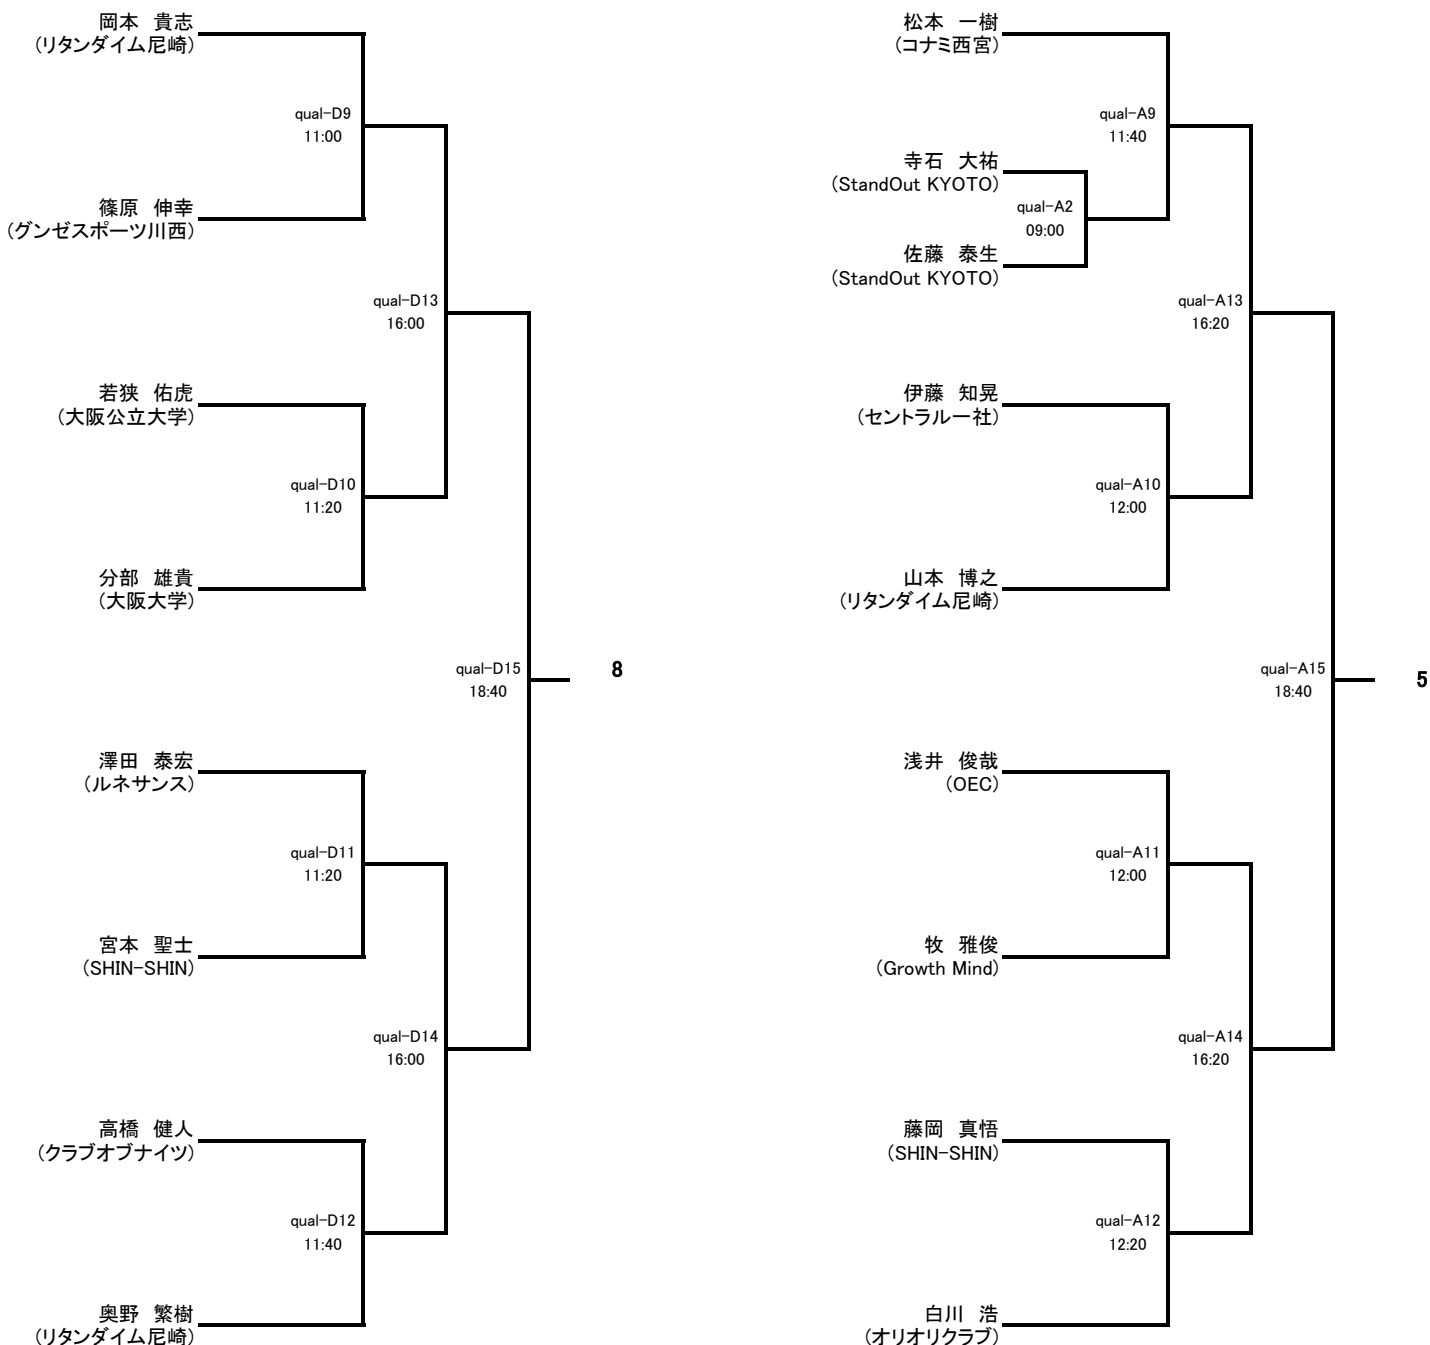 岡本　貴志
(リタンダイム尼崎)
qual-D9
11:00
篠原　伸幸
(グンゼスポーツ川西)
qual-D13
16:00
若狭　佑虎
(大阪公立大学)
qual-D10
11:20
分部　雄貴
(大阪大学)
qual-D15
18:40
8
澤田　泰宏
(ルネサンス)
qual-D11
11:20
宮本　聖士
(SHIN-SHIN)
qual-D14
16:00
高橋　健人
(クラブオブナイツ)
qual-D12
11:40
奥野　繁樹
(リタンダイム尼崎)
松本　一樹
(コナミ西宮)
qual-A9
11:40
寺石　大祐
(StandOut KYOTO)
qual-A2
09:00
佐藤　泰生
(StandOut KYOTO)
qual-A13
16:20
伊藤　知晃
(セントラル一社)
qual-A10
12:00
山本　博之
(リタンダイム尼崎)
qual-A15
18:40
5
浅井　俊哉
(OEC)
qual-A11
12:00
牧　雅俊
(Growth Mind)
qual-A14
16:20
藤岡　真悟
(SHIN-SHIN)
qual-A12
12:20
白川　浩
(オリオリクラブ)